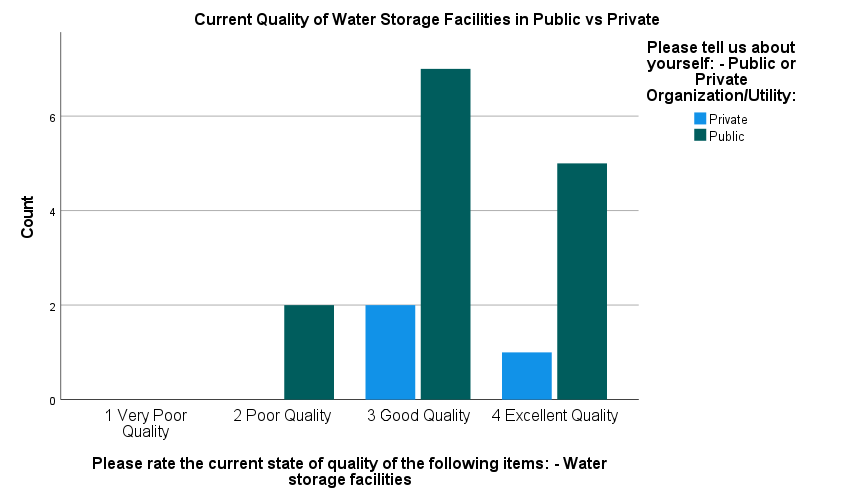 Current Quality of Water Storage Facilities in Public vs Private
Please tell us about
yourself: - Public or
Private
Organization/Utility:
Private
Public
Count
6
4
2
0
1 Very Poor
Quality
2 Poor Quality
3 Good Quality
4 Excellent Quality
Please rate the current state of quality of the following items: - Water
storage facilities